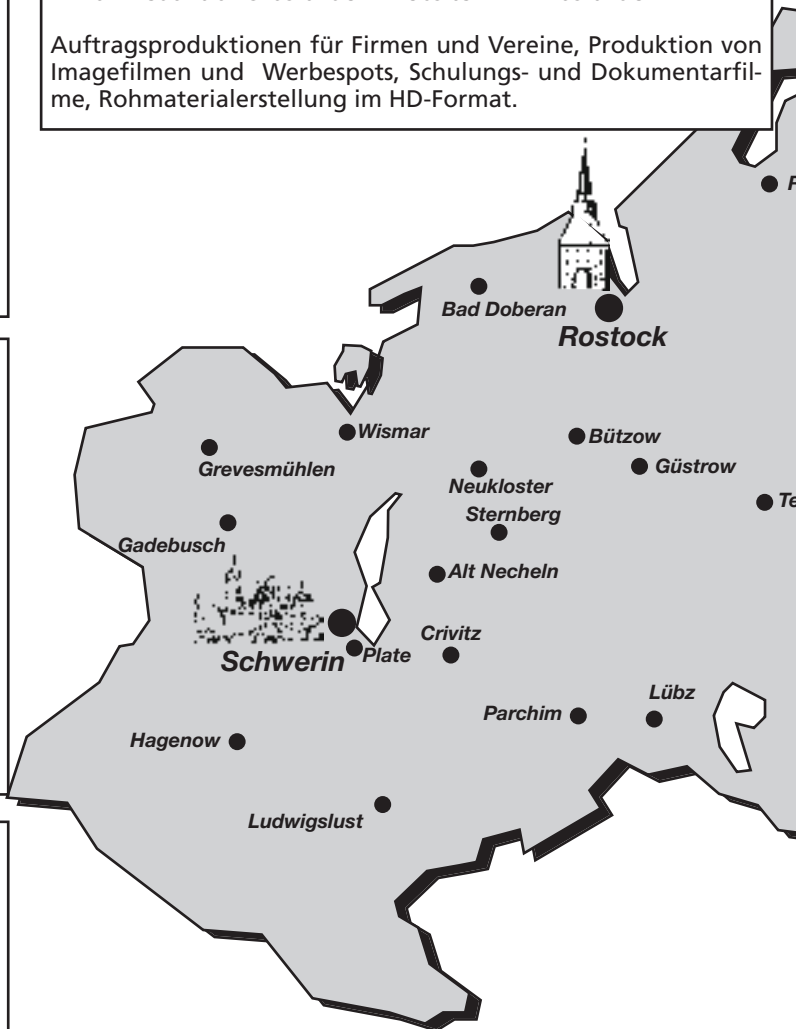 Auftragsproduktionen für Firmen und Vereine, Produktion von
Imagefilmen und Werbespots, Schulungs- und Dokumentarfil-
me, Rohmaterialerstellung im HD-Format.
Bad Doberan
Rostock
Wismar
Bützow
Grevesmühlen
Güstrow
Neukloster
Sternberg
Gadebusch
Alt Necheln
Crivitz
Schwerin
Plate
Lübz
Parchim
Hagenow
Ludwigslust